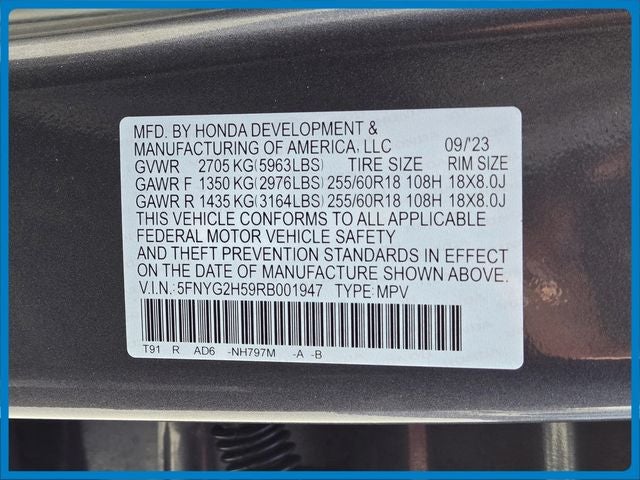 MFD. BY HONDA DEVELOPMENT &
MANUFACTURING OF AMERICA, LLC 09/'23
GVWR 2705 KG(5963LBS) TIRE SIZE RIM SIZE
GAWR F 1350 KG(2976LBS) 255/60R18 108H 18X8.0J
GAWR R 1435 KG(3164LBS) 255/60R18 108H 18X8.0J
THIS VEHICLE CONFORMS TO ALL APPLICABLE
FEDERAL MOTOR VEHICLE SAFETY
AND THEFT PREVENTION STANDARDS IN EFFECT
ON THE DATE OF MANUFACTURE SHOWN ABOVE.
V.I.N.: 5FNYG2H59RB001947 TYPE: MPV
T91 R AD6 -NH797M -A -B